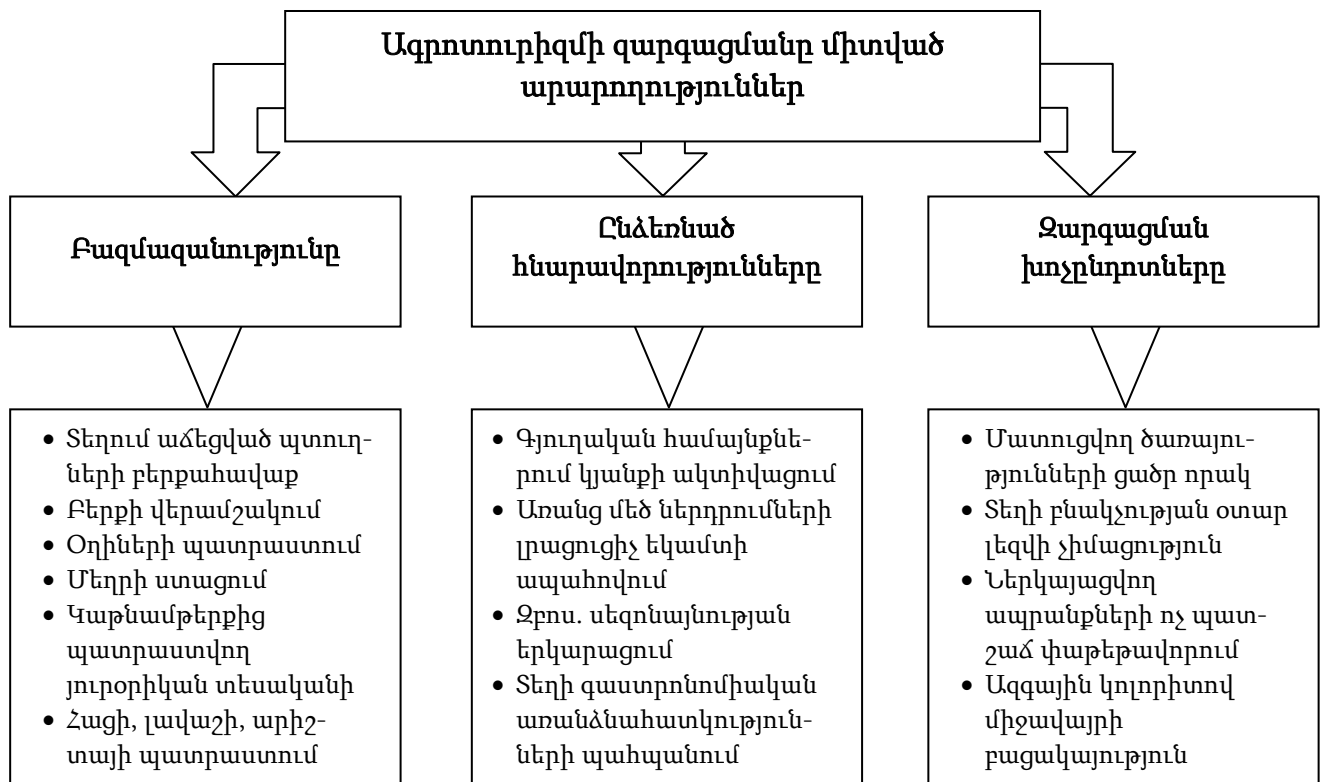 Ագրոտուրիզմի զարգացմանը միտված
արարողություններ
Բազմազանությունը
Ընձեռնած
հնարավորությունները
Զարգացման
խոչընդոտները
• Տեղում աճեցված պտուղ-
ների բերքահավաք
• Բերքի վերամշակում
• Օղիների պատրաստում
• Մեղրի ստացում
• Կաթնամթերքից
պատրաստվող
յուրօրիկան տեսականի
• Հացի, լավաշի, արիշ-
տայի պատրաստում
• Գյուղական համայնքնե-
րում կյանքի ակտիվացում
• Առանց մեծ ներդրումների
լրացուցիչ եկամտի
ապահովում
• Զբոս. սեզոնայնության
երկարացում
• Տեղի գաստրոնոմիական
առանձնահատկություն-
ների պահպանում
• Մատուցվող ծառայու-
թյունների ցածր որակ
• Տեղի բնակչության օտար
լեզվի չիմացություն
• Ներկայացվող
ապրանքների ոչ պատ-
շաճ փաթեթավորում
• Ազգային կոլորիտով
միջավայրի
բացակայություն